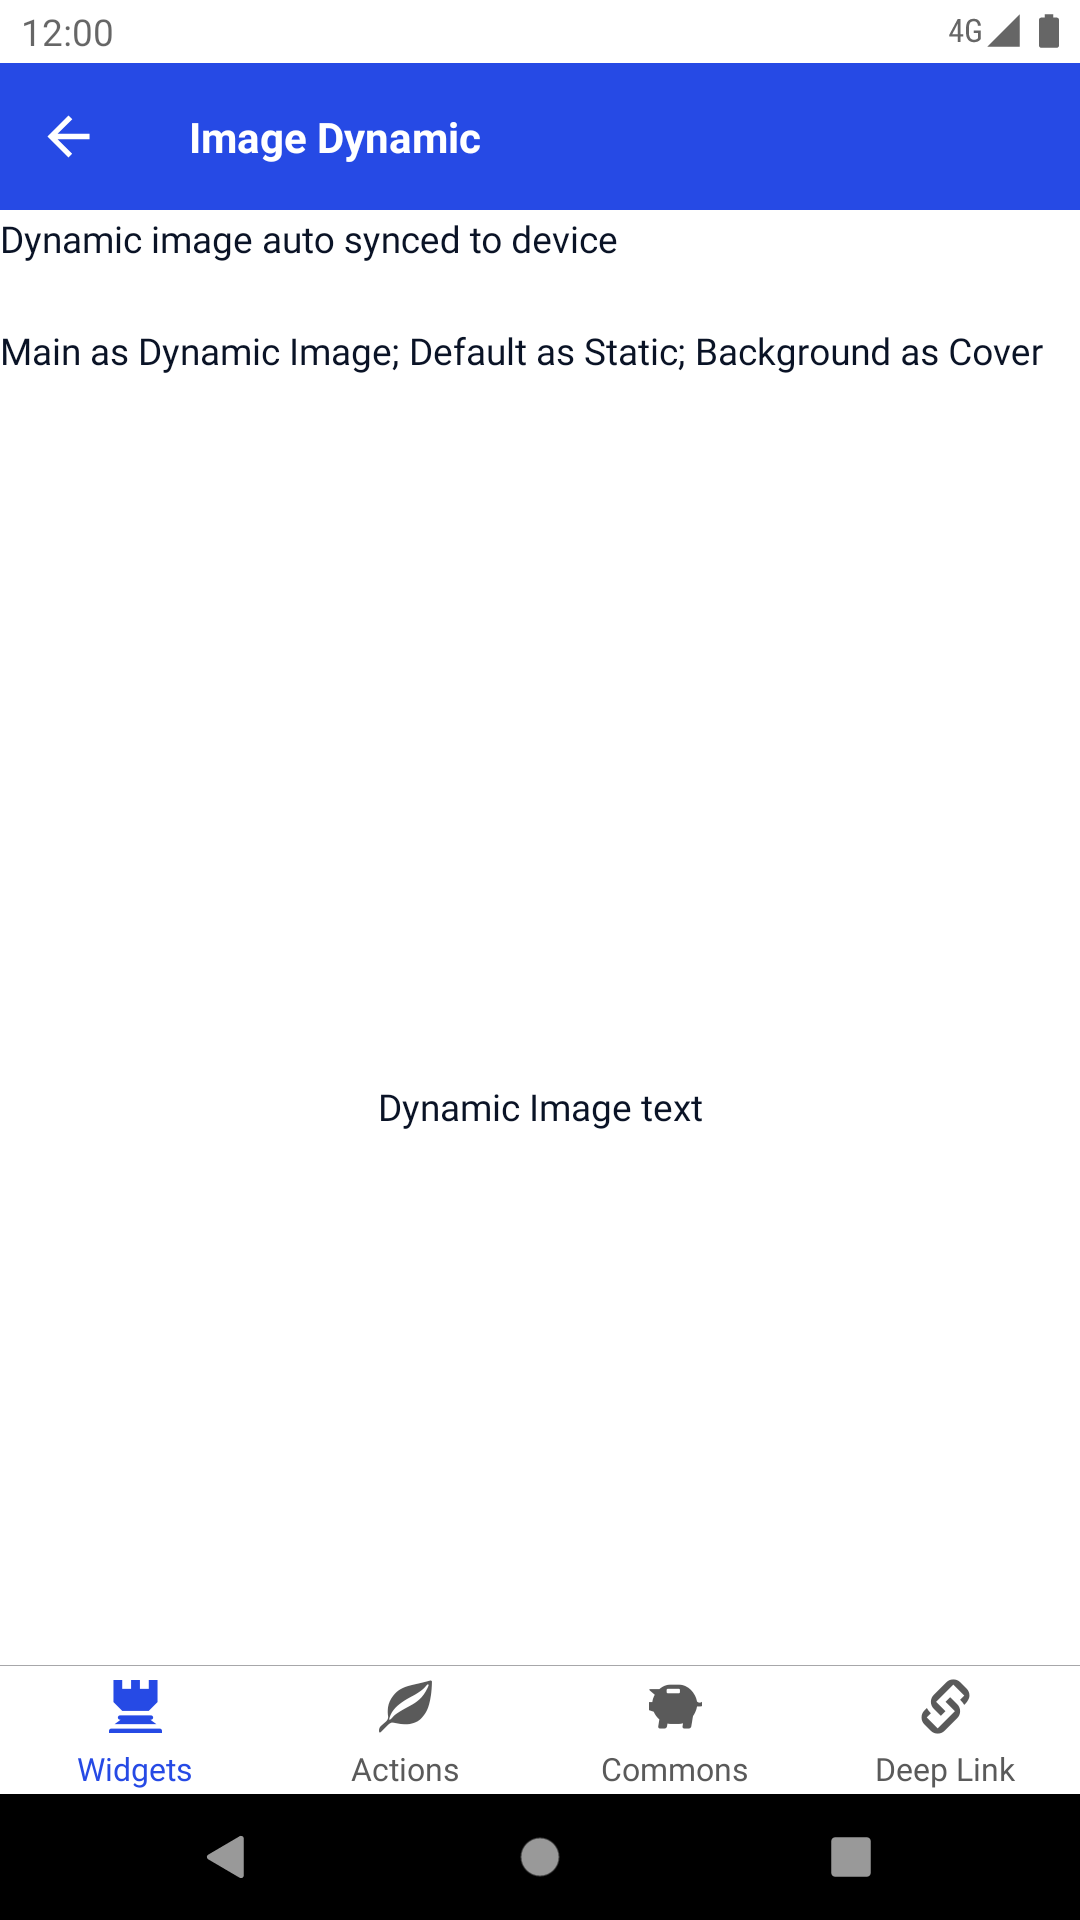 12:00
4G
Image Dynamic
Dynamic image auto synced to device
Main as Dynamic Image; Default as Static; Background as Cover
Dynamic Image text
Widgets
Actions
Commons
Deep Link